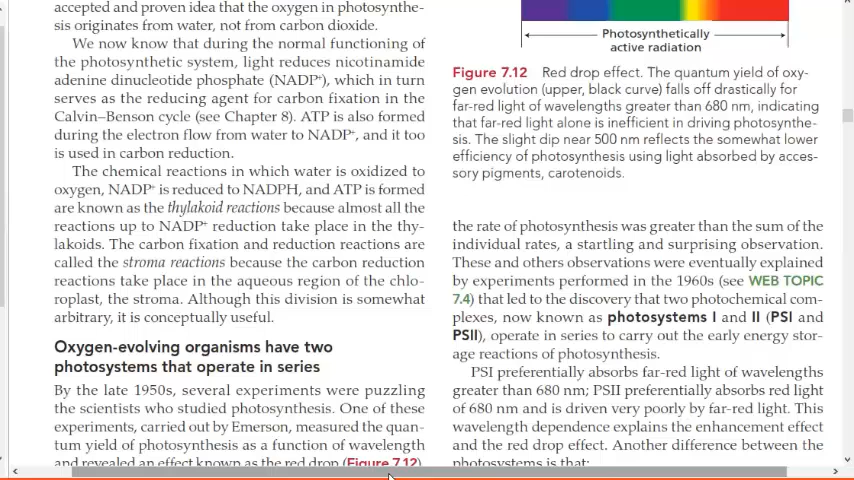 accepted and proven idea that the oxygen in photosynthe-
sis originates from water, not from carbon dioxide.
We now know that during the normal functioning of
the photosynthetic system, light reduces nicotinamide
adenine dinucleotide phosphate (NADP+), which in turn
serves as the reducing agent for carbon fixation in the
Calvin–Benson cycle (see Chapter 8). ATP is also formed
during the electron flow from water to NADP+, and it too
is used in carbon reduction.
The chemical reactions in which water is oxidized to
oxygen, NADP+ is reduced to NADPH, and ATP is formed
are known as the thylakoid reactions because almost all the
reactions up to NADP+ reduction take place in the thy-
lakoids. The carbon fixation and reduction reactions are
called the stroma reactions because the carbon reduction
reactions take place in the aqueous region of the chlo-
roplast, the stroma. Although this division is somewhat
arbitrary, it is conceptually useful.
Oxygen-evolving organisms have two
photosystems that operate in series
By the late 1950s, several experiments were puzzling
the scientists who studied photosynthesis. One of these
experiments, carried out by Emerson, measured the quan-
tum yield of photosynthesis as a function of wavelength
and revealed an effect known as the red drop (Figure 7.12).
Photosynthetically
active radiation
Figure 7.12 Red drop effect. The quantum yield of oxy-
gen evolution (upper, black curve) falls off drastically for
far-red light of wavelengths greater than 680 nm, indicating
that far-red light alone is inefficient in driving photosynthe-
sis. The slight dip near 500 nm reflects the somewhat lower
efficiency of photosynthesis using light absorbed by acces-
sory pigments, carotenoids.
the rate of photosynthesis was greater than the sum of the
individual rates, a startling and surprising observation.
These and others observations were eventually explained
by experiments performed in the 1960s (see WEB TOPIC
7.4) that led to the discovery that two photochemical com-
plexes, now known as photosystems I and II (PSI and
PSII), operate in series to carry out the early energy stor-
age reactions of photosynthesis.
PSI preferentially absorbs far-red light of wavelengths
greater than 680 nm; PSII preferentially absorbs red light
of 680 nm and is driven very poorly by far-red light. This
wavelength dependence explains the enhancement effect
and the red drop effect. Another difference between the
photosystems is that: